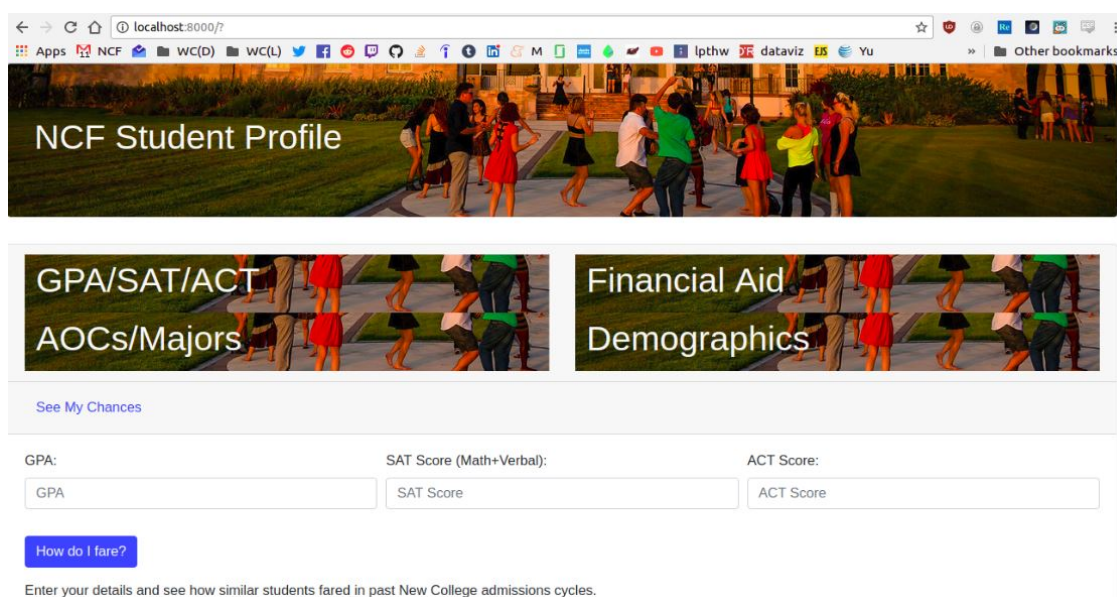 localhost:8000/?
Apps NCF WC(D) WC(L) M lpthw dataviz EJS Yu » Other bookmarks
NCF Student Profile
GPA/SAT/ACT Financial Aid
AOCs/Majors Demographics
See My Chances
GPA: SAT Score (Math+Verbal): ACT Score:
GPA SAT Score ACT Score
How do I fare?
Enter your details and see how similar students fared in past New College admissions cycles.